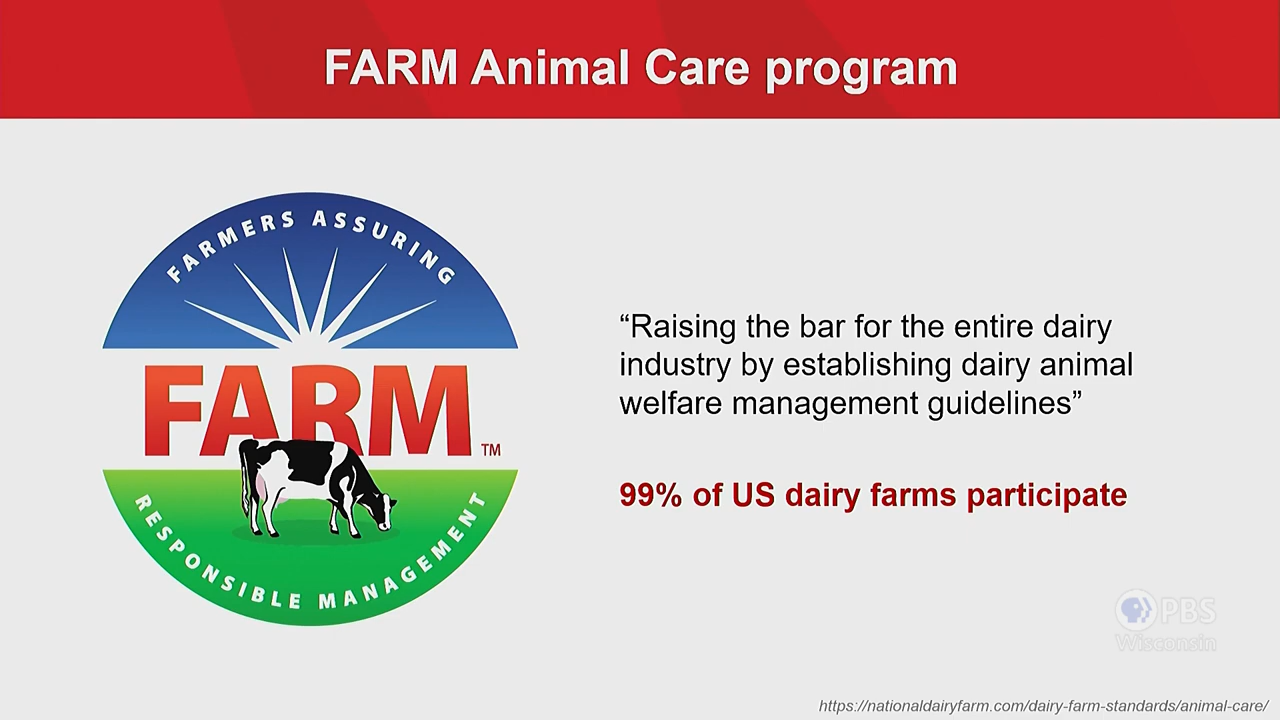 FARM Animal Care program
FARMERS ASSURING
FARM™
RESPONSIBLE MANAGEMENT
“Raising the bar for the entire dairy
industry by establishing dairy animal
welfare management guidelines”
99% of US dairy farms participate
PBS
Wisconsin
https://nationaldairyfarm.com/dairy-farm-standards/animal-care/